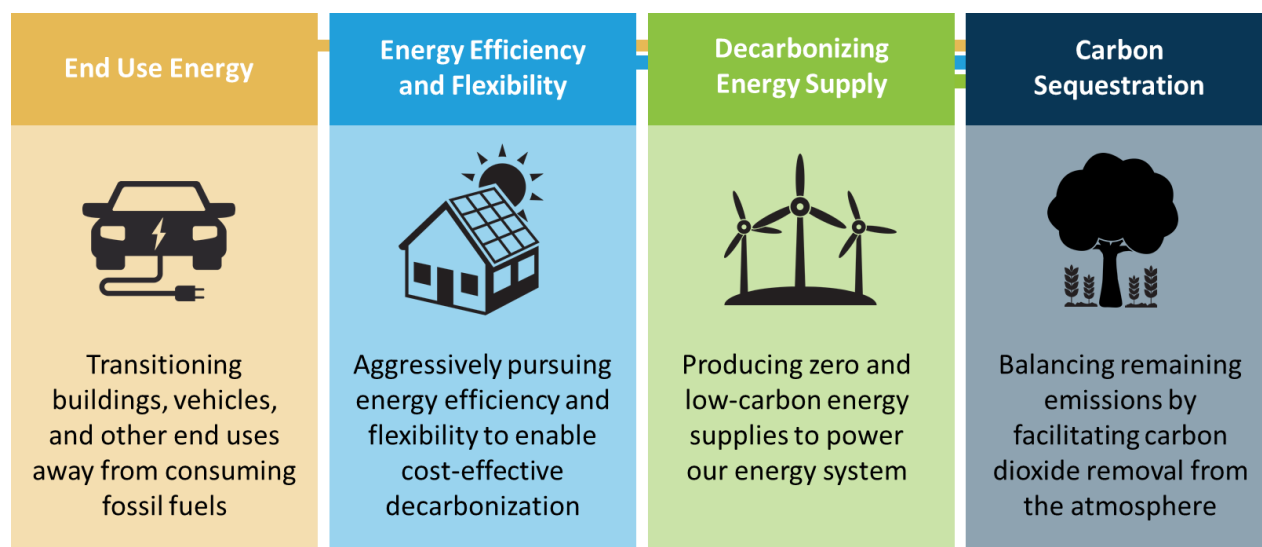 End Use Energy
Transitioning
buildings, vehicles,
and other end uses
away from consuming
fossil fuels
Energy Efficiency
and Flexibility
Aggressively pursuing
energy efficiency and
flexibility to enable
cost-effective
decarbonization
Decarbonizing
Energy Supply
Producing zero and
low-carbon energy
supplies to power
our energy system
Carbon
Sequestration
Balancing remaining
emissions by
facilitating carbon
dioxide removal from
the atmosphere